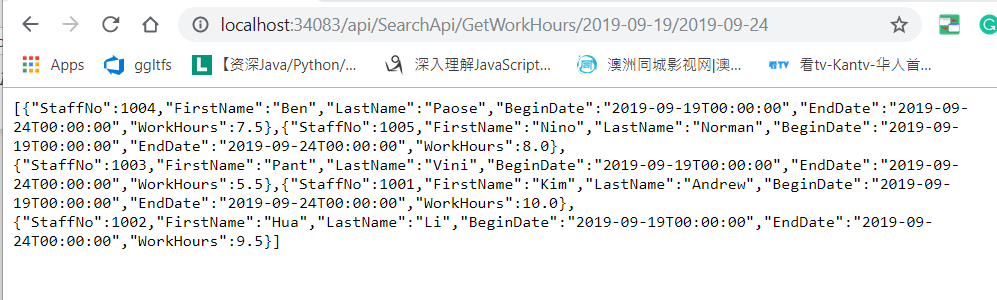 localhost:34083/api/SearchApi/GetWorkHours/2019-09-19/2019-09-24
Apps ggltfs 【资深Java/Python/... 深入理解JavaScript... 澳洲同城影视网|澳... 看tv-Kantv-华人首...
[{"StaffNo":1004,"FirstName":"Ben","LastName":"Paose","BeginDate":"2019-09-19T00:00:00","EndDate":"2019-09-
24T00:00:00","WorkHours":7.5},{"StaffNo":1005,"FirstName":"Nino","LastName":"Norman","BeginDate":"2019-09-
19T00:00:00","EndDate":"2019-09-24T00:00:00","WorkHours":8.0},
{"StaffNo":1003,"FirstName":"Pant","LastName":"Vini","BeginDate":"2019-09-19T00:00:00","EndDate":"2019-09-
24T00:00:00","WorkHours":5.5},{"StaffNo":1001,"FirstName":"Kim","LastName":"Andrew","BeginDate":"2019-
09-19T00:00:00","EndDate":"2019-09-24T00:00:00","WorkHours":10.0},
{"StaffNo":1002,"FirstName":"Hua","LastName":"Li","BeginDate":"2019-09-19T00:00:00","EndDate":"2019-09-
24T00:00:00","WorkHours":9.5}]